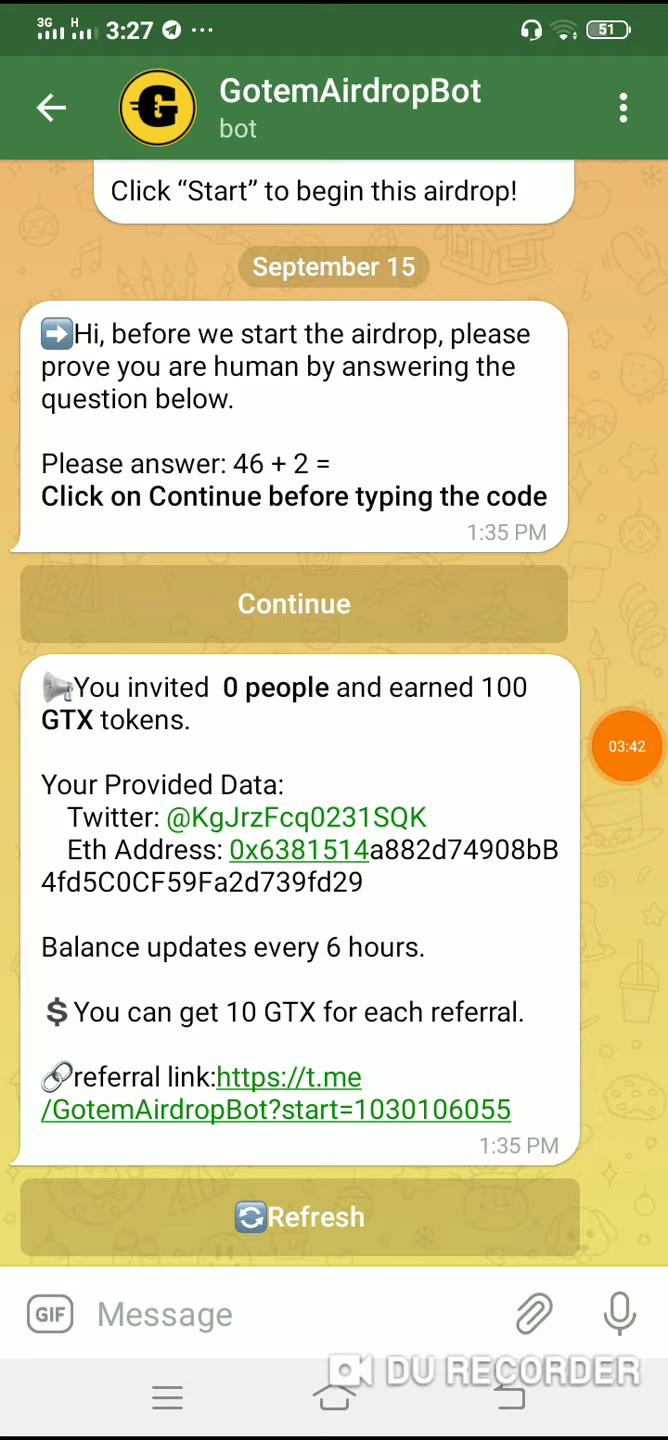 3G H 3:27 ... 51
GotemAirdropBot
bot
Click “Start” to begin this airdrop!
September 15
Hi, before we start the airdrop, please
prove you are human by answering the
question below.
Please answer: 46 + 2 =
Click on Continue before typing the code
1:35 PM
Continue
You invited 0 people and earned 100
GTX tokens.
Your Provided Data:
Twitter: @KgJrzFcq0231SQK
Eth Address: 0x6381514a882d74908bB
4fd5C0CF59Fa2d739fd29
Balance updates every 6 hours.
$You can get 10 GTX for each referral.
referral link:https://t.me
/GotemAirdropBot?start=1030106055
1:35 PM
03:42
Refresh
GIF Message
DU RECORDER